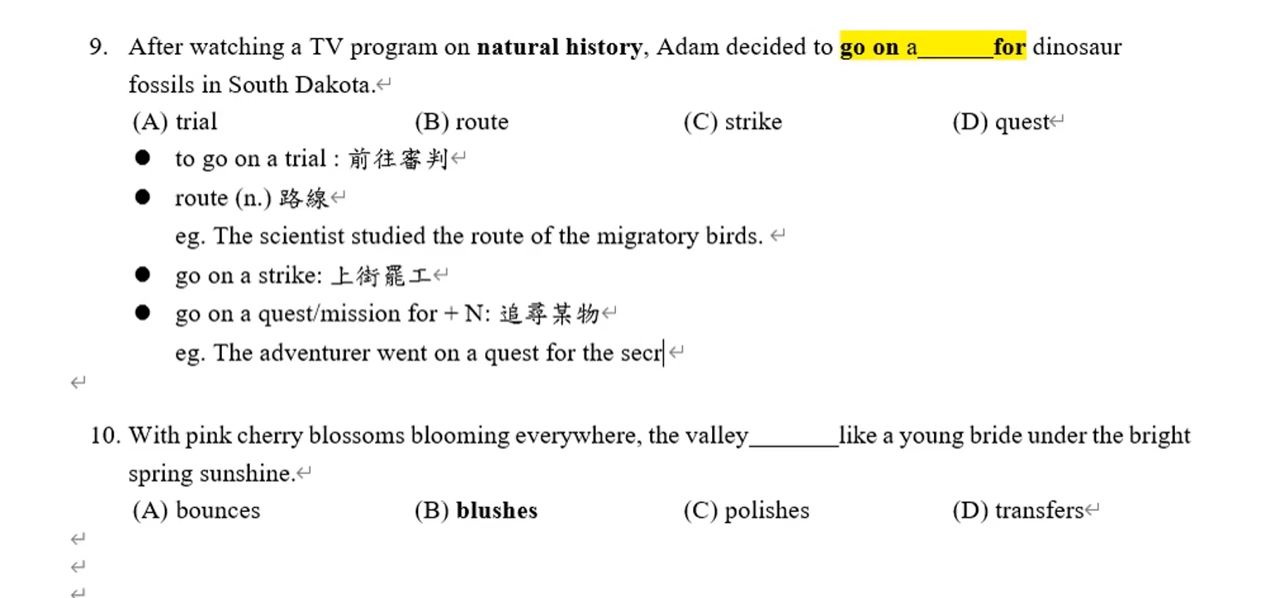 9. After watching a TV program on natural history, Adam decided to go on a______for dinosaur
fossils in South Dakota.↵
(A) trial (B) route (C) strike (D) quest↵
● to go on a trial : 前往審判↵
● route (n.) 路線↵
eg. The scientist studied the route of the migratory birds. ↵
● go on a strike: 上街罷工↵
● go on a quest/mission for + N: 追尋某物↵
eg. The adventurer went on a quest for the secr ↵
↵
10. With pink cherry blossoms blooming everywhere, the valley_______like a young bride under the bright
spring sunshine.↵
(A) bounces (B) blushes (C) polishes (D) transfers↵
↵
↵
↵